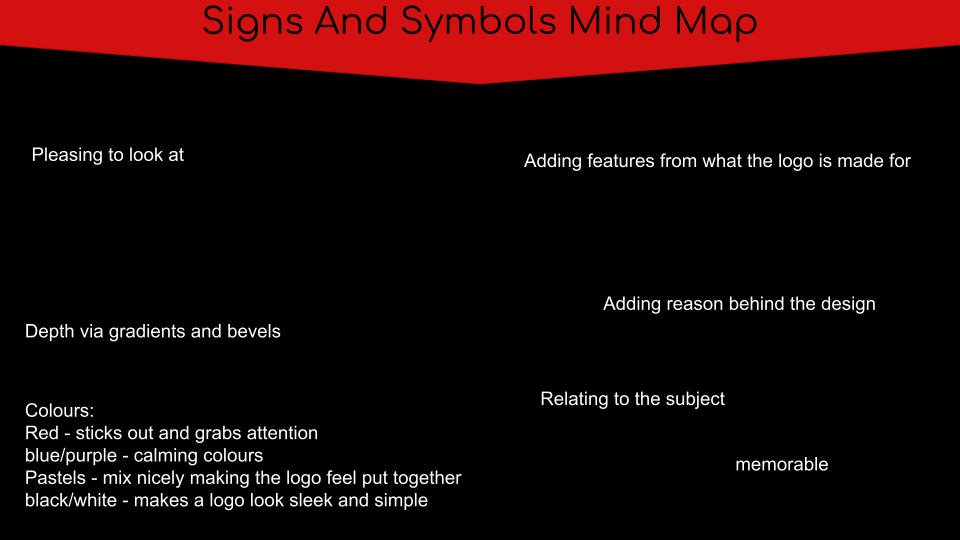 Signs And Symbols Mind Map
Pleasing to look at
Adding features from what the logo is made for
Adding reason behind the design
Depth via gradients and bevels
Relating to the subject
Colours:
Red - sticks out and grabs attention
blue/purple - calming colours
Pastels - mix nicely making the logo feel put together
black/white - makes a logo look sleek and simple
memorable